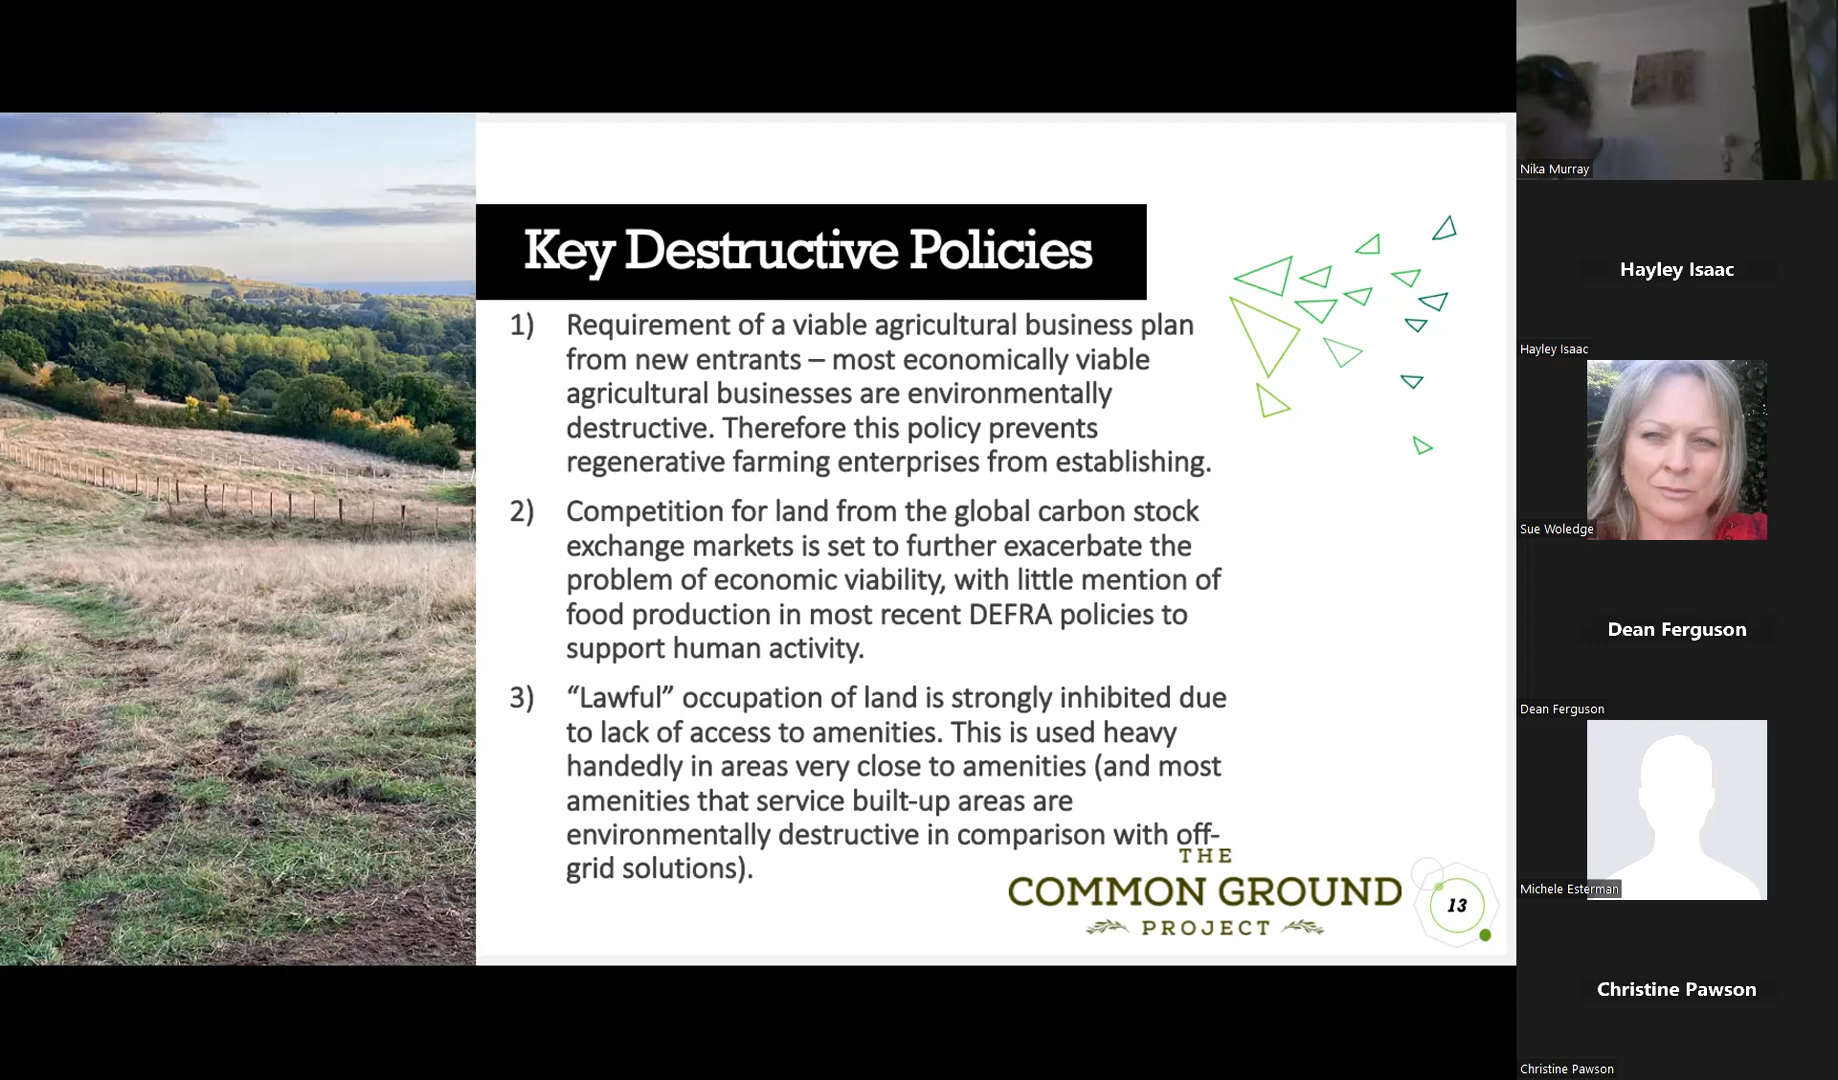 Key Destructive Policies
1) Requirement of a viable agricultural business plan
from new entrants – most economically viable
agricultural businesses are environmentally
destructive. Therefore this policy prevents
regenerative farming enterprises from establishing.
2) Competition for land from the global carbon stock
exchange markets is set to further exacerbate the
problem of economic viability, with little mention of
food production in most recent DEFRA policies to
support human activity.
3) “Lawful” occupation of land is strongly inhibited due
to lack of access to amenities. This is used heavy
handedly in areas very close to amenities (and most
amenities that service built-up areas are
environmentally destructive in comparison with off-
grid solutions).
THE
COMMON GROUND
PROJECT
13
Nika Murray
Hayley Isaac
Hayley Isaac
Sue Woledge
Dean Ferguson
Dean Ferguson
Michele Esterman
Christine Pawson
Christine Pawson